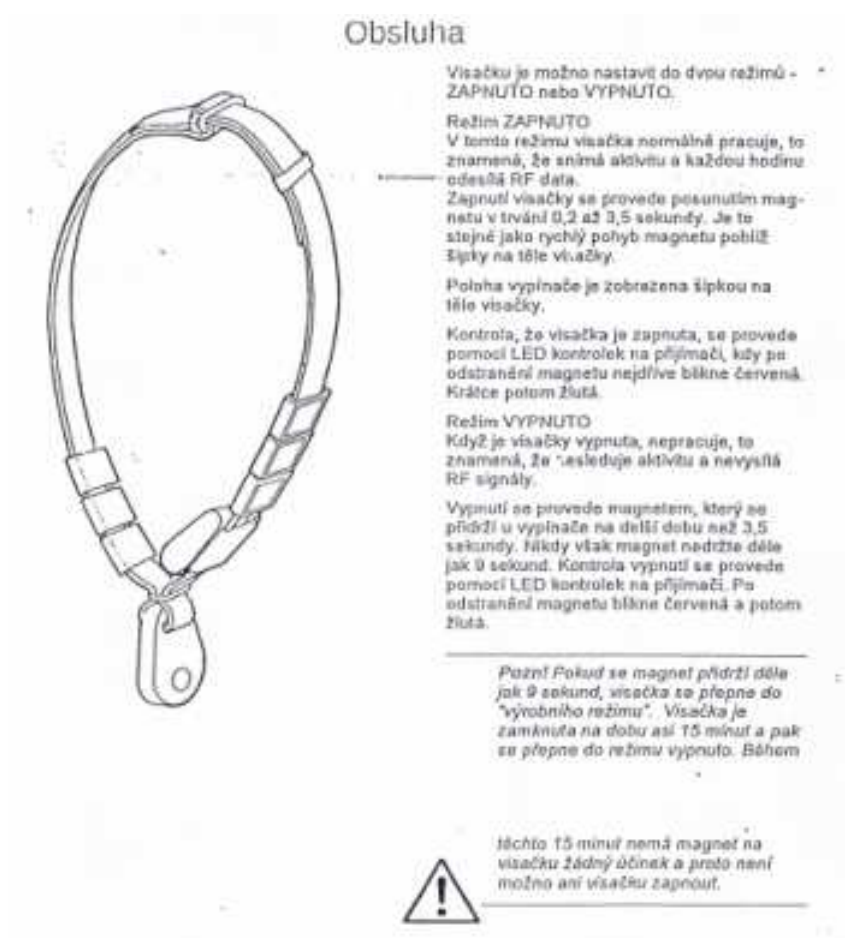 Obsluha
Visačku je možno nastavit do dvou režimů -
ZAPNUTO nebo VYPNUTO.
Režim ZAPNUTO
V tomto režimu visačka normálně pracuje, to
znamená, že snímá aktivitu a každou hodinu
odesílá RF data.
Zapnutí visačky se provede posunutím mag-
netu v trvání 0,2 až 3,5 sekundy. Je to
stejné jako rychlý pohyb magnetu poblíž
šipky na těle visačky.
Poloha vypínače je zobrazena šipkou na
těle visačky.
Kontrola, že visačka je zapnuta, se provede
pomocí LED kontrolek na přijímači, kdy po
odstranění magnetu nejdříve blikne červená.
Krátce potom žlutá.
Režim VYPNUTO
Když je visačky vypnuta, nepracuje, to
znamená, že nesleduje aktivitu a nevysílá
RF signály.
Vypnutí se provede magnetem, který se
přidrží u vypínače na delší dobu než 3,5
sekundy. Nikdy však magnet nedržte déle
jak 9 sekund. Kontrola vypnutí se provede
pomocí LED kontrolek na přijímači. Po
odstranění magnetu blikne červená a potom
žlutá.
Pozn! Pokud se magnet přidrží déle
jak 9 sekund, visačka se přepne do
"výrobního režimu". Visačka je
zamknuta na dobu asi 15 minut a pak
se přepne do režimu vypnuto. Během
těchto 15 minut nemá magnet na
visačku žádný účinek a proto není
možno ani visačku zapnout.